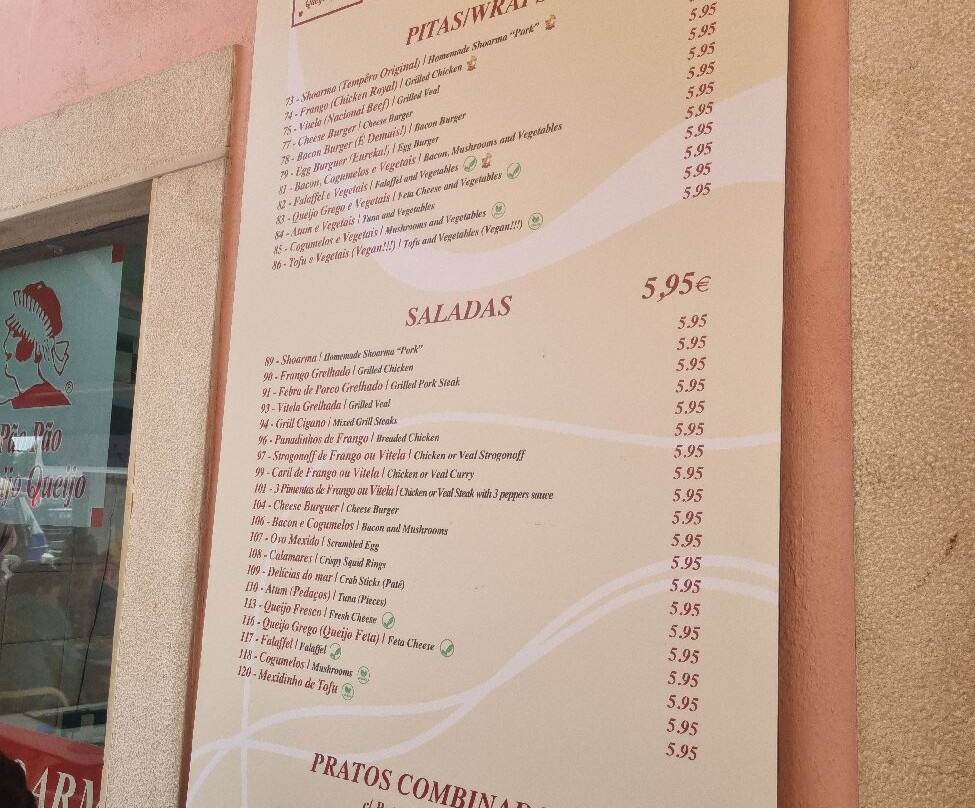 PITAS/WRAPS
73 - Shoarma (Tempêro Original) | Homemade Shoarma "Pork"
74 - Frango (Chicken Royal) | Grilled Chicken
75 - Vitela (Nacional Beef) | Grilled Veal 5.95
77 - Cheese Burger | Cheese Burger 5.95
78 - Bacon Burger (É Demais!) | Bacon Burger 5.95
79 - Egg Burguer (Eureka!) | Egg Burger 5.95
81 - Bacon, Cogumelos e Vegetais | Bacon, Mushrooms and Vegetables 5.95
82 - Falaffel e Vegetais | Falaffel and Vegetables 5.95
83 - Queijo Grego e Vegetais | Feta Cheese and Vegetables 5.95
84 - Atum e Vegetais | Tuna and Vegetables 5.95
85 - Cogumelos e Vegetais | Mushrooms and Vegetables 5.95
86 - Tofu e Vegetais (Vegan!!!) | Tofu and Vegetables (Vegan!!!) 5.95
SALADAS 5,95€
89 - Shoarma | Homemade Shoarma "Pork" 5.95
90 - Frango Grelhado | Grilled Chicken 5.95
91 - Febra de Porco Grelhado | Grilled Pork Steak 5.95
93 - Vitela Grelhada | Grilled Veal 5.95
94 - Grill Cigano | Mixed Grill Steaks 5.95
96 - Panadinhos de Frango | Breaded Chicken 5.95
97 - Strogonoff de Frango ou Vitela | Chicken or Veal Strogonoff 5.95
99 - Caril de Frango ou Vitela | Chicken or Veal Curry 5.95
101 - 3 Pimentas de Frango ou Vitela | Chicken or Veal Steak with 3 peppers sauce 5.95
104 - Cheese Burguer | Cheese Burger 5.95
106 - Bacon e Cogumelos | Bacon and Mushrooms 5.95
107 - Ovo Mexido | Scrambled Egg 5.95
108 - Calamares | Crispy Squid Rings 5.95
109 - Delícias do mar | Crab Sticks (Paté) 5.95
110 - Atum (Pedaços) | Tuna (Pieces) 5.95
113 - Queijo Fresco | Fresh Cheese 5.95
116 - Queijo Grego (Queijo Feta) | Feta Cheese 5.95
117 - Falaffel | Falaffel 5.95
118 - Cogumelos | Mushrooms 5.95
120 - Mexidinho de Tofu 5.95
PRATOS COMBINAD
Pão Pão
ijo Queijo
®
ARM